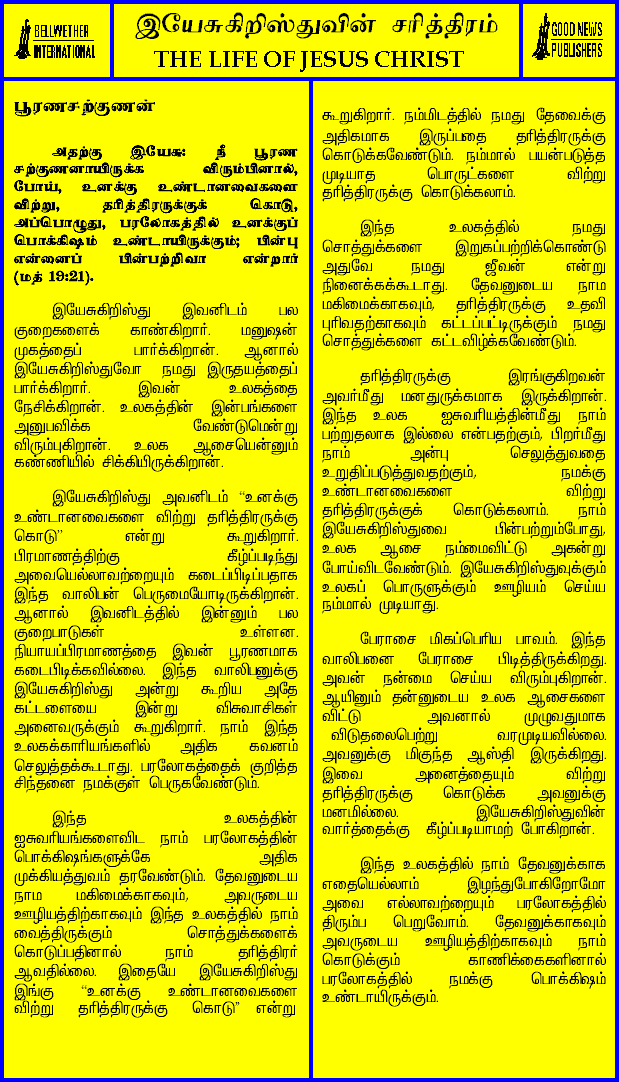 BELLWETHER
INTERNATIONAL
இயேசுகிறிஸ்துவின் சரித்திரம்
THE LIFE OF JESUS CHRIST
GOOD NEWS
PUBLISHERS
பூரணசற்குணன்
அதற்கு இயேசு: நீ பூரண
சற்குணனாயிருக்க விரும்பினால்,
போய், உனக்கு உண்டானவைகளை
விற்று, தரித்திரருக்குக் கொடு,
அப்பொழுது, பரலோகத்தில் உனக்குப்
பொக்கிஷம் உண்டாயிருக்கும்; பின்பு
என்னைப் பின்பற்றிவா என்றார்
(மத் 19:21).
இயேசுகிறிஸ்து இவனிடம் பல
குறைகளைக் காண்கிறார். மனுஷன்
முகத்தைப் பார்க்கிறான். ஆனால்
இயேசுகிறிஸ்துவோ நமது இருதயத்தைப்
பார்க்கிறார். இவன் உலகத்தை
நேசிக்கிறான். உலகத்தின் இன்பங்களை
அனுபவிக்க வேண்டுமென்று
விரும்புகிறான். உலக ஆசையென்னும்
கண்ணியில் சிக்கியிருக்கிறான்.
இயேசுகிறிஸ்து அவனிடம் “உனக்கு
உண்டானவைகளை விற்று தரித்திரருக்கு
கொடு” என்று கூறுகிறார்.
பிரமாணத்திற்கு கீழ்ப்படிந்து
அவையெல்லாவற்றையும் கடைப்பிடிப்பதாக
இந்த வாலிபன் பெருமையோடிருக்கிறான்.
ஆனால் இவனிடத்தில் இன்னும் பல
குறைபாடுகள் உள்ளன.
நியாயப்பிரமாணத்தை இவன் பூரணமாக
கடைபிடிக்கவில்லை. இந்த வாலிபனுக்கு
இயேசுகிறிஸ்து அன்று கூறிய அதே
கட்டளையை இன்று விசுவாசிகள்
அனைவருக்கும் கூறுகிறார். நாம் இந்த
உலகக்காரியங்களில் அதிக கவனம்
செலுத்தக்கூடாது. பரலோகத்தைக் குறித்த
சிந்தனை நமக்குள் பெருகவேண்டும்.
இந்த உலகத்தின்
ஐசுவரியங்களைவிட நாம் பரலோகத்தின்
பொக்கிஷங்களுக்கே அதிக
முக்கியத்துவம் தரவேண்டும். தேவனுடைய
நாம மகிமைக்காகவும், அவருடைய
ஊழியத்திற்காகவும் இந்த உலகத்தில் நாம்
வைத்திருக்கும் சொத்துக்களைக்
கொடுப்பதினால் நாம் தரித்திரர்
ஆவதில்லை. இதையே இயேசுகிறிஸ்து
இங்கு “உனக்கு உண்டானவைகளை
விற்று தரித்திரருக்கு கொடு” என்று
கூறுகிறார். நம்மிடத்தில் நமது தேவைக்கு
அதிகமாக இருப்பதை தரித்திரருக்கு
கொடுக்கவேண்டும். நம்மால் பயன்படுத்த
முடியாத பொருட்களை விற்று
தரித்திரருக்கு கொடுக்கலாம்.
இந்த உலகத்தில் நமது
சொத்துக்களை இறுகப்பற்றிக்கொண்டு
அதுவே நமது ஜீவன் என்று
நினைக்கக்கூடாது. தேவனுடைய நாம
மகிமைக்காகவும், தரித்திரருக்கு உதவி
புரிவதற்காகவும் கட்டப்பட்டிருக்கும் நமது
சொத்துக்களை கட்டவிழ்க்கவேண்டும்.
தரித்திரருக்கு இரங்குகிறவன்
அவர்மீது மனதுருக்கமாக இருக்கிறான்.
இந்த உலக ஐசுவரியத்தின்மீது நாம்
பற்றுதலாக இல்லை என்பதற்கும், பிறர்மீது
நாம் அன்பு செலுத்துவதை
உறுதிப்படுத்துவதற்கும், நமக்கு
உண்டானவைகளை விற்று
தரித்திரருக்குக் கொடுக்கலாம். நாம்
இயேசுகிறிஸ்துவை பின்பற்றும்போது,
உலக ஆசை நம்மைவிட்டு அகன்று
போய்விடவேண்டும். இயேசுகிறிஸ்துவுக்கும்
உலகப் பொருளுக்கும் ஊழியம் செய்ய
நம்மால் முடியாது.
பேராசை மிகப்பெரிய பாவம். இந்த
வாலிபனை பேராசை பிடித்திருக்கிறது.
அவன் நன்மை செய்ய விரும்புகிறான்.
ஆயினும் தன்னுடைய உலக ஆசைகளை
விட்டு அவனால் முழுவதுமாக
விடுதலைபெற்று வரமுடியவில்லை.
அவனுக்கு மிகுந்த ஆஸ்தி இருக்கிறது.
இவை அனைத்தையும் விற்று
தரித்திரருக்கு கொடுக்க அவனுக்கு
மனமில்லை. இயேசுகிறிஸ்துவின்
வார்த்தைக்கு கீழ்ப்படியாமற் போகிறான்.
இந்த உலகத்தில் நாம் தேவனுக்காக
எதையெல்லாம் இழந்துபோகிறோமோ
அவை எல்லாவற்றையும் பரலோகத்தில்
திரும்ப பெறுவோம். தேவனுக்காகவும்
அவருடைய ஊழியத்திற்காகவும் நாம்
கொடுக்கும் காணிக்கைகளினால்
பரலோகத்தில் நமக்கு பொக்கிஷம்
உண்டாயிருக்கும்.